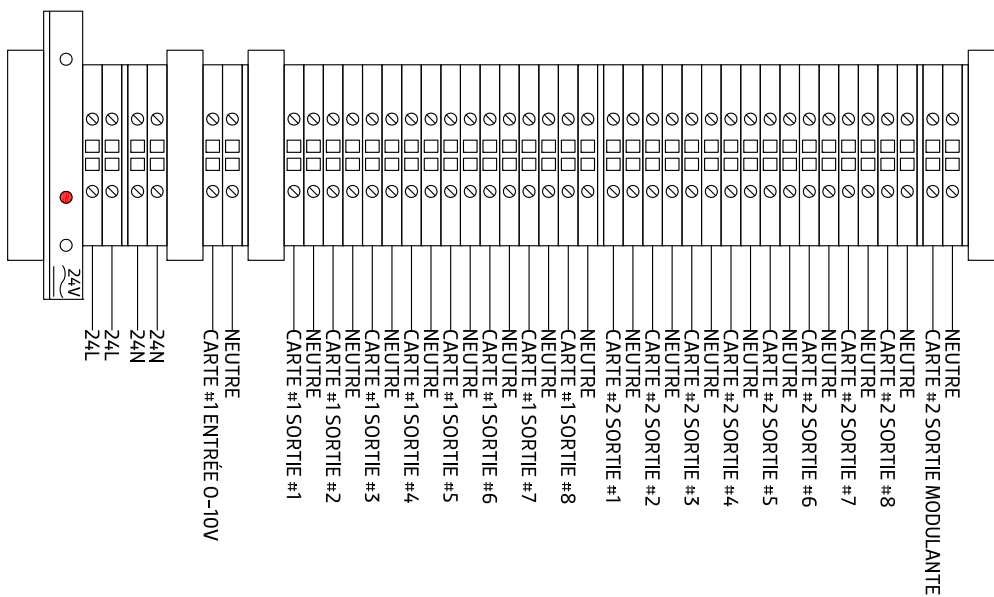 24V
24L
24L
24N
24N
CARTE #1 ENTRÉE 0-10V
NEUTRE
CARTE #1 SORTIE #1
NEUTRE
CARTE #1 SORTIE #2
NEUTRE
CARTE #1 SORTIE #3
NEUTRE
CARTE #1 SORTIE #4
NEUTRE
CARTE #1 SORTIE #5
NEUTRE
CARTE #1 SORTIE #6
NEUTRE
CARTE #1 SORTIE #7
NEUTRE
CARTE #1 SORTIE #8
NEUTRE
CARTE #2 SORTIE #1
NEUTRE
CARTE #2 SORTIE #2
NEUTRE
CARTE #2 SORTIE #3
NEUTRE
CARTE #2 SORTIE #4
NEUTRE
CARTE #2 SORTIE #5
NEUTRE
CARTE #2 SORTIE #6
NEUTRE
CARTE #2 SORTIE #7
NEUTRE
CARTE #2 SORTIE #8
NEUTRE
CARTE #2 SORTIE MODULANTE
NEUTRE